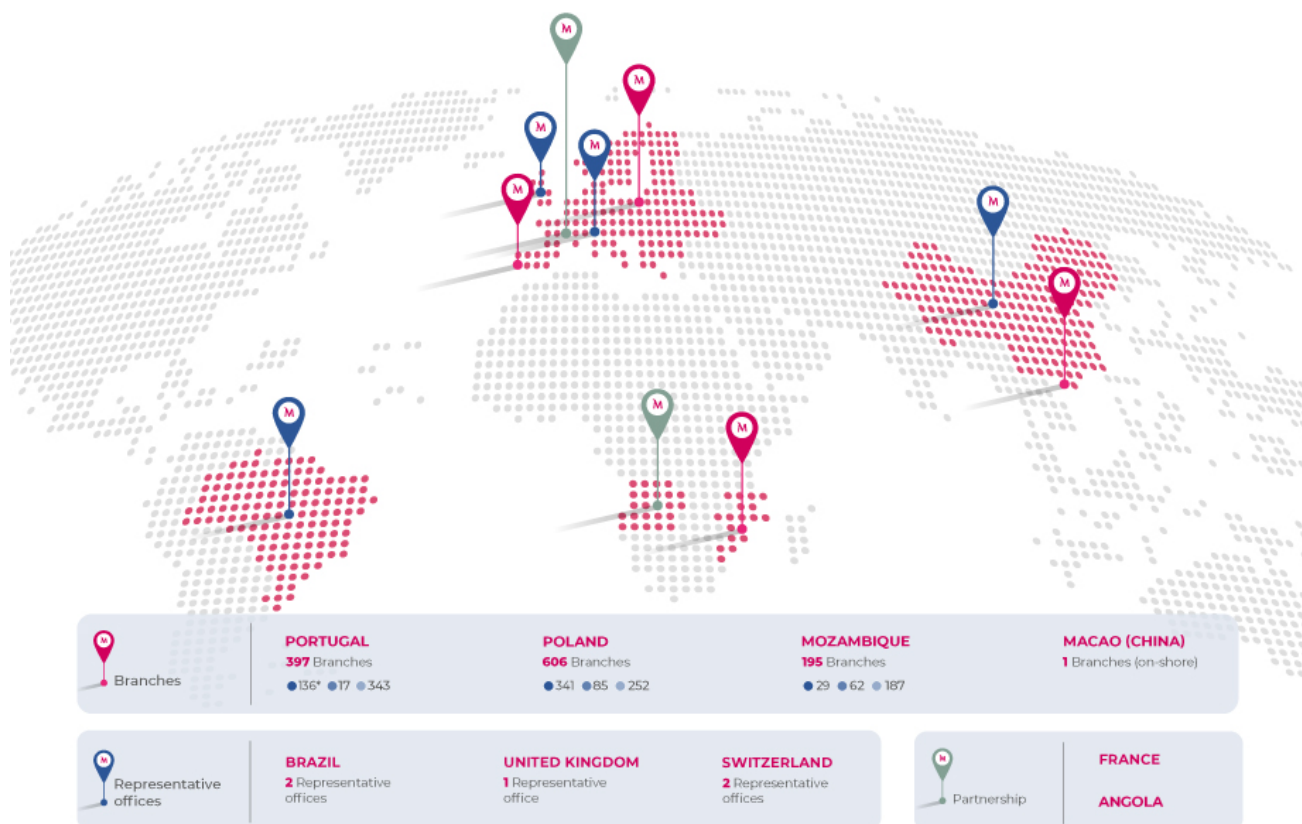 Branches
PORTUGAL
397 Branches
136* 17 343
POLAND
606 Branches
341 85 252
MOZAMBIQUE
195 Branches
29 62 187
MACAO (CHINA)
1 Branches (on-shore)
Representative
offices
BRAZIL
2 Representative
offices
UNITED KINGDOM
1 Representative
office
SWITZERLAND
2 Representative
offices
Partnership
FRANCE
ANGOLA